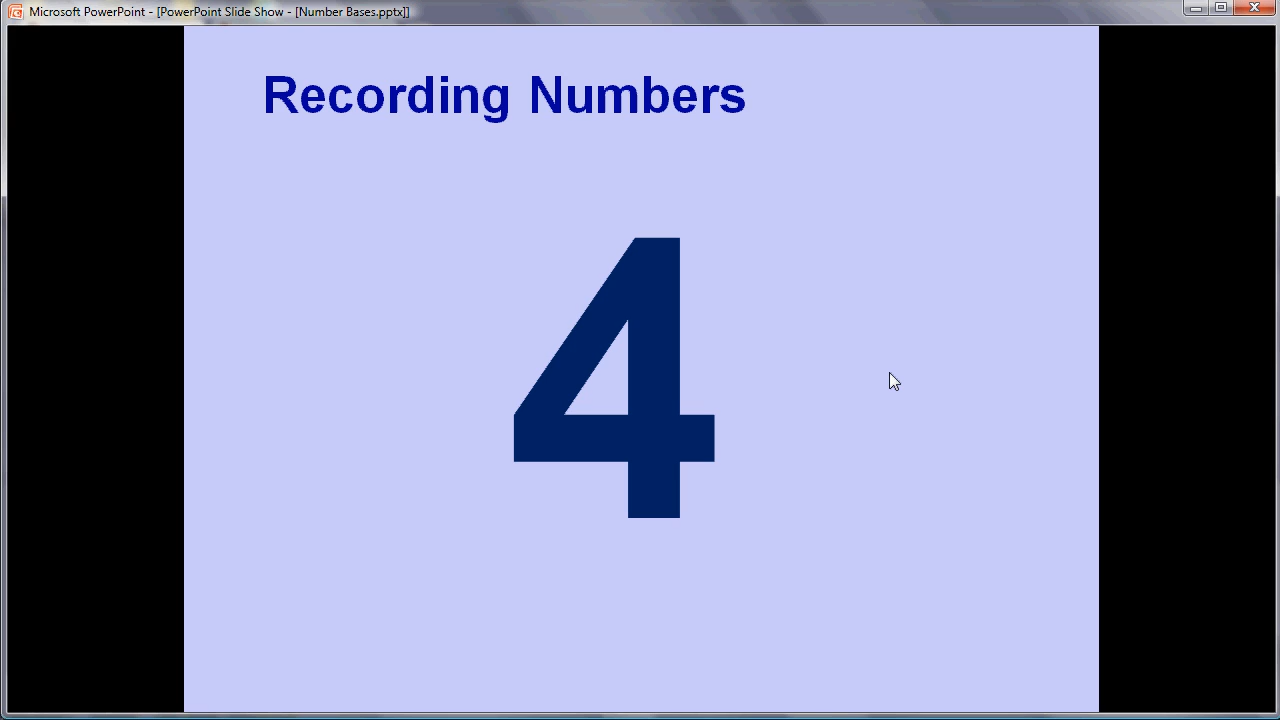 Microsoft PowerPoint - [PowerPoint Slide Show - [Number Bases.pptx]]
Recording Numbers
4